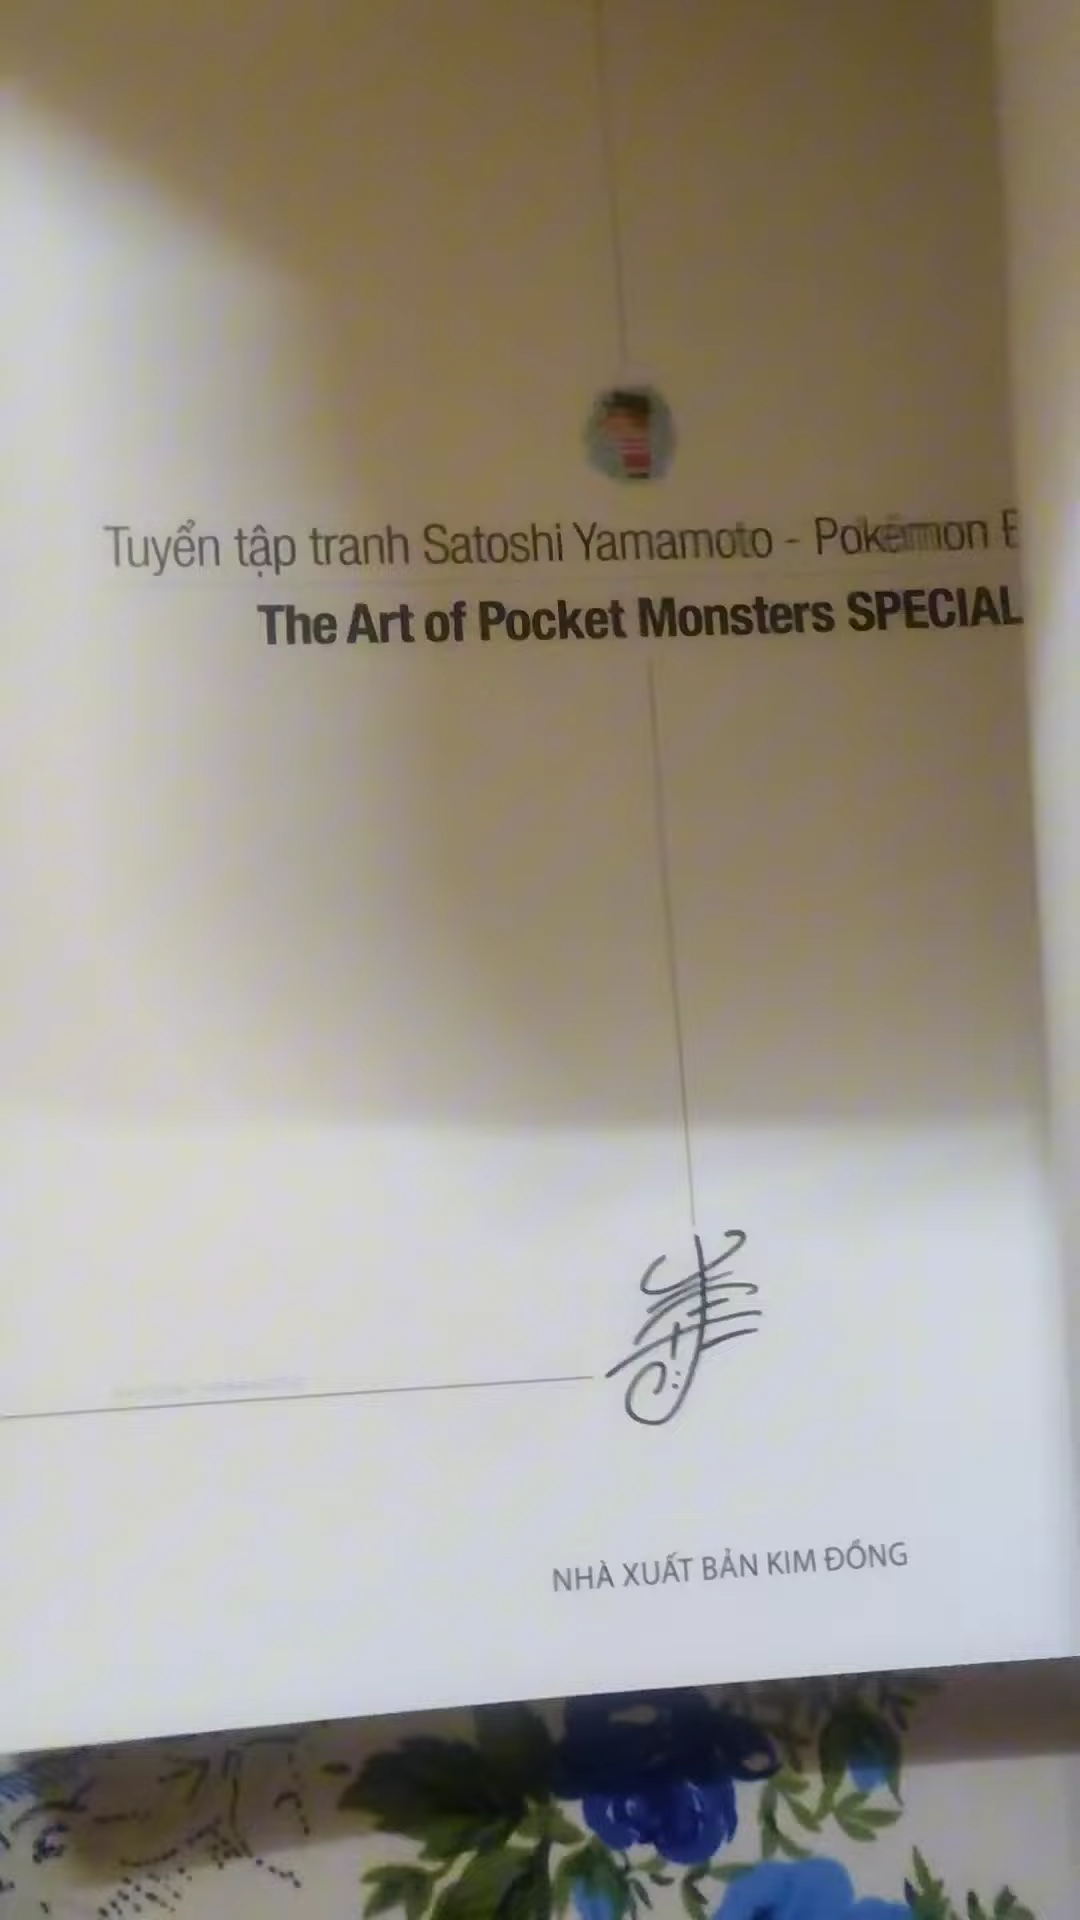 Tuyển tập tranh Satoshi Yamamoto - Pokémon
The Art of Pocket Monsters SPECIAL
NHÀ XUẤT BẢN KIM ĐỒNG